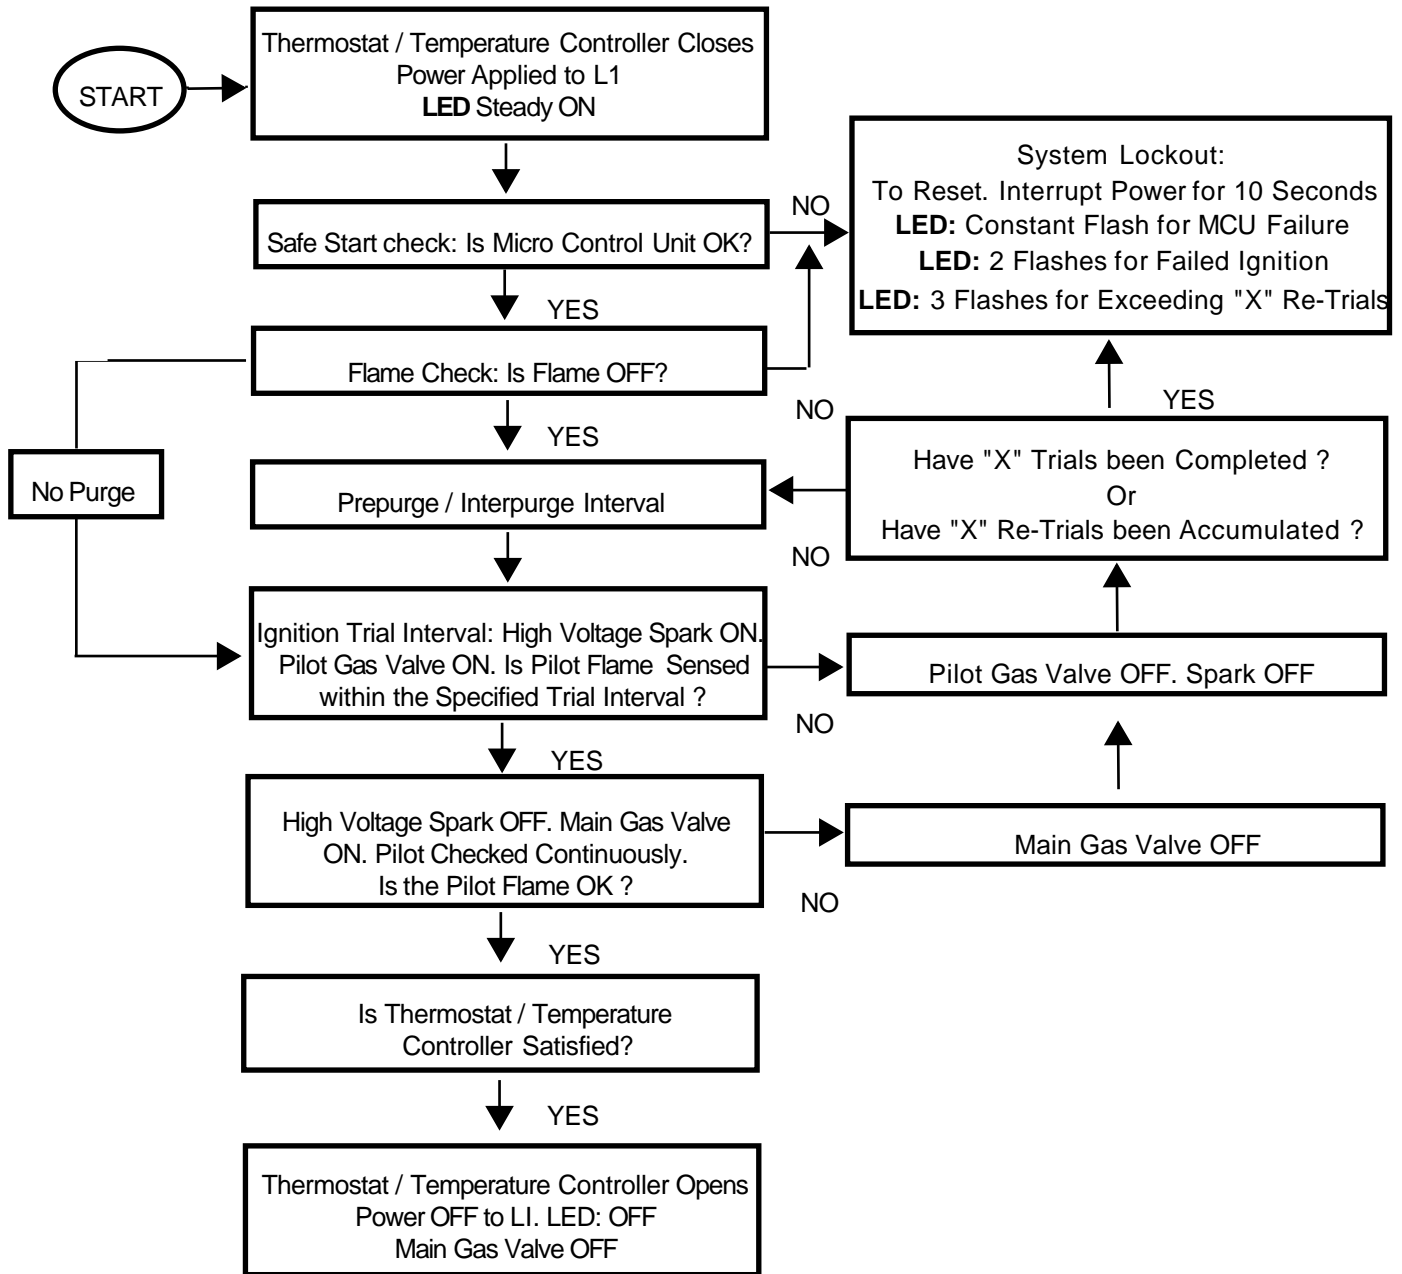 START
Thermostat / Temperature Controller Closes
Power Applied to L1
LED Steady ON
System Lockout:
To Reset. Interrupt Power for 10 Seconds
LED: Constant Flash for MCU Failure
LED: 2 Flashes for Failed Ignition
LED: 3 Flashes for Exceeding "X" Re-Trials
Safe Start check: Is Micro Control Unit OK?
NO
YES
Flame Check: Is Flame OFF?
NO
YES
YES
No Purge
Prepurge / Interpurge Interval
Have "X" Trials been Completed ?
Or
Have "X" Re-Trials been Accumulated ?
NO
Ignition Trial Interval: High Voltage Spark ON.
Pilot Gas Valve ON. Is Pilot Flame Sensed
within the Specified Trial Interval ?
Pilot Gas Valve OFF. Spark OFF
NO
YES
High Voltage Spark OFF. Main Gas Valve
ON. Pilot Checked Continuously.
Is the Pilot Flame OK ?
Main Gas Valve OFF
NO
YES
Is Thermostat / Temperature
Controller Satisfied?
YES
Thermostat / Temperature Controller Opens
Power OFF to LI. LED: OFF
Main Gas Valve OFF